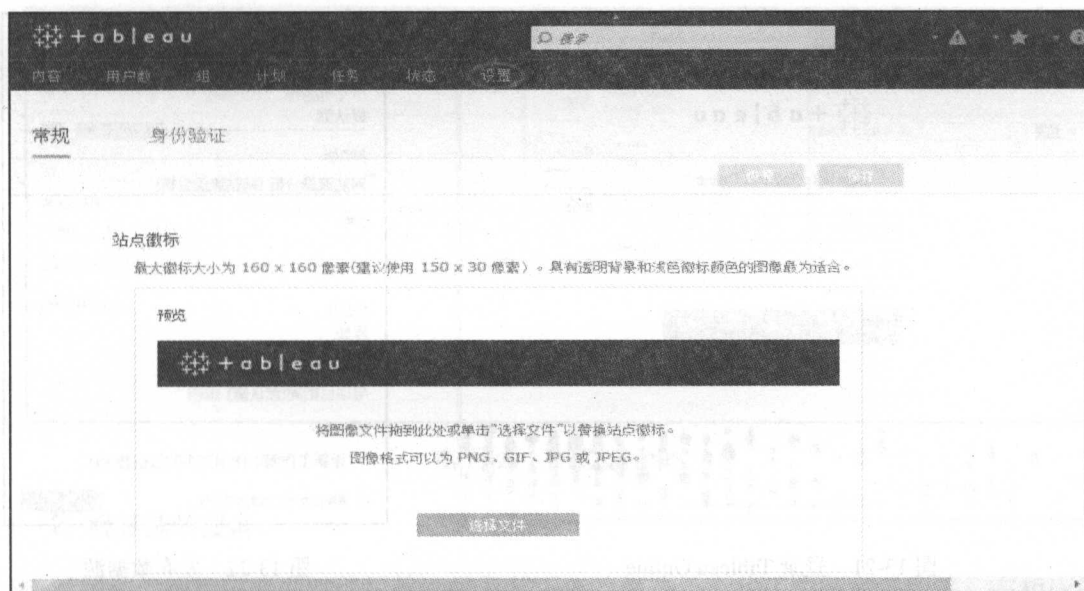 +ableau
搜索
内容 用户数 组 计划 任务 状态 设置
常规 身份验证
站点徽标
最大徽标大小为 160 x 160 像素(建议使用 150 x 30 像素)。具有透明背景和浅色徽标颜色的图像最为适合。
预览
+ableau
将图像文件拖到此处或单击"选择文件"以替换站点徽标。
图像格式可以为 PNG、GIF、JPG 或 JPEG。
选择文件